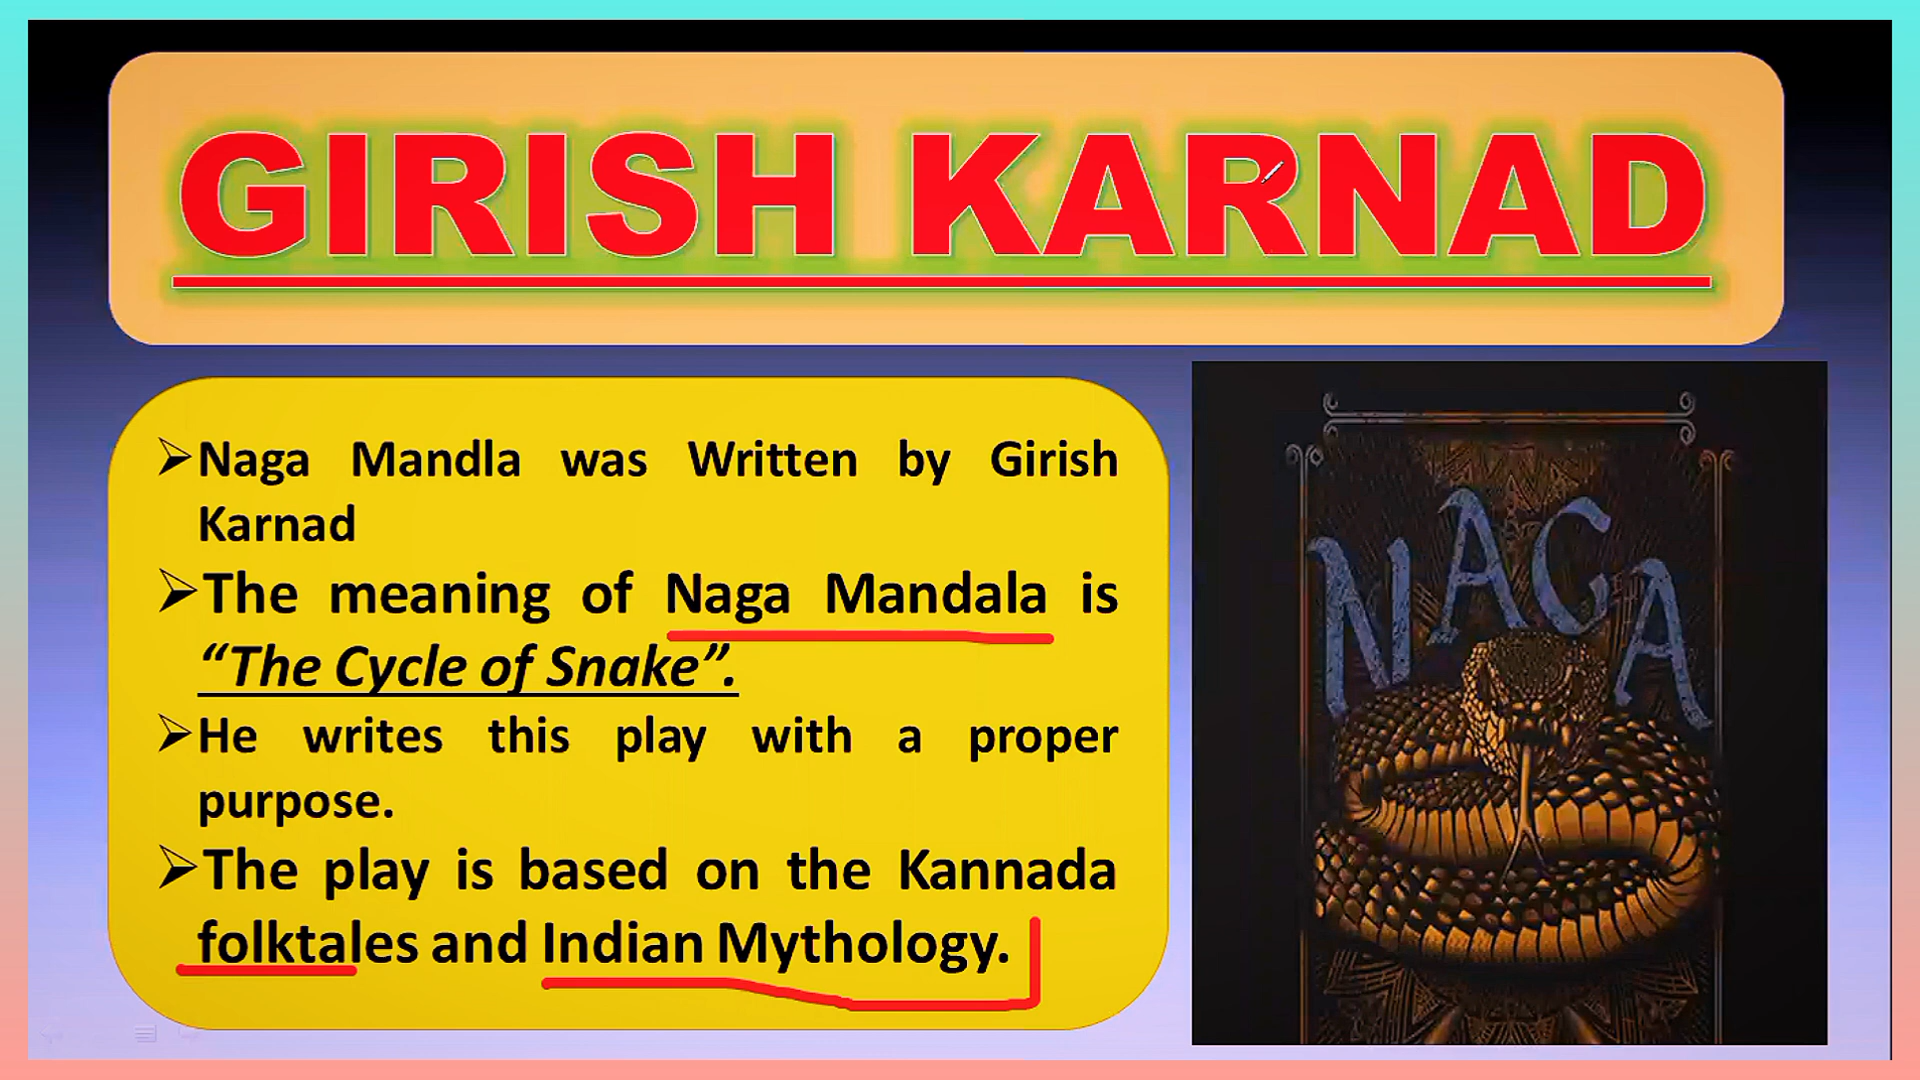 GIRISH KARNAD
➢Naga Mandla was Written by Girish
Karnad
➢The meaning of Naga Mandala is
“The Cycle of Snake”.
➢He writes this play with a proper
purpose.
➢The play is based on the Kannada
folktales and Indian Mythology.
NAGA